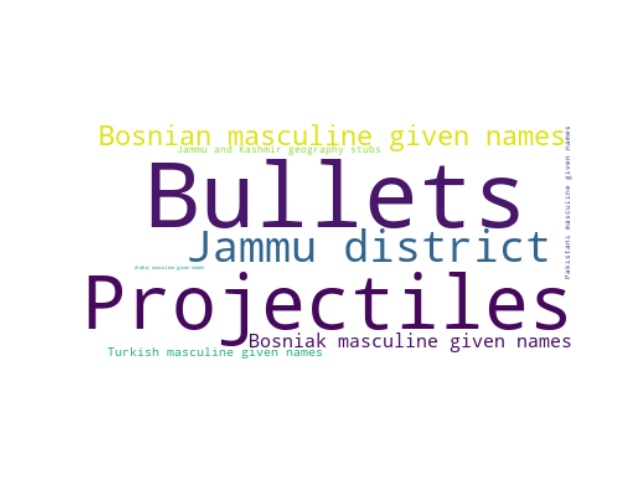 Bosnian masculine given names
Jammu and Kashmir geography stubs
Bullets
Jammu district
Arabic masculine given names
Projectiles
Bosniak masculine given names
Turkish masculine given names
Pakistani masculine given names